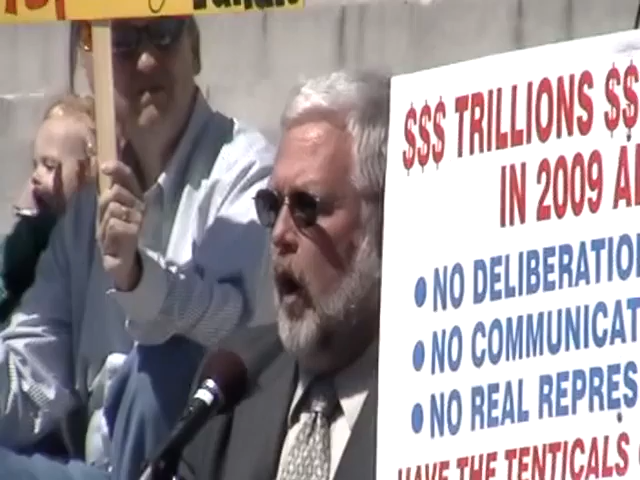 $$$ TRILLIONS $$
IN 2009 A
•NO DELIBERATIO
•NO COMMUNICAT
•NO REAL REPRES
HAVE THE TENTICALS